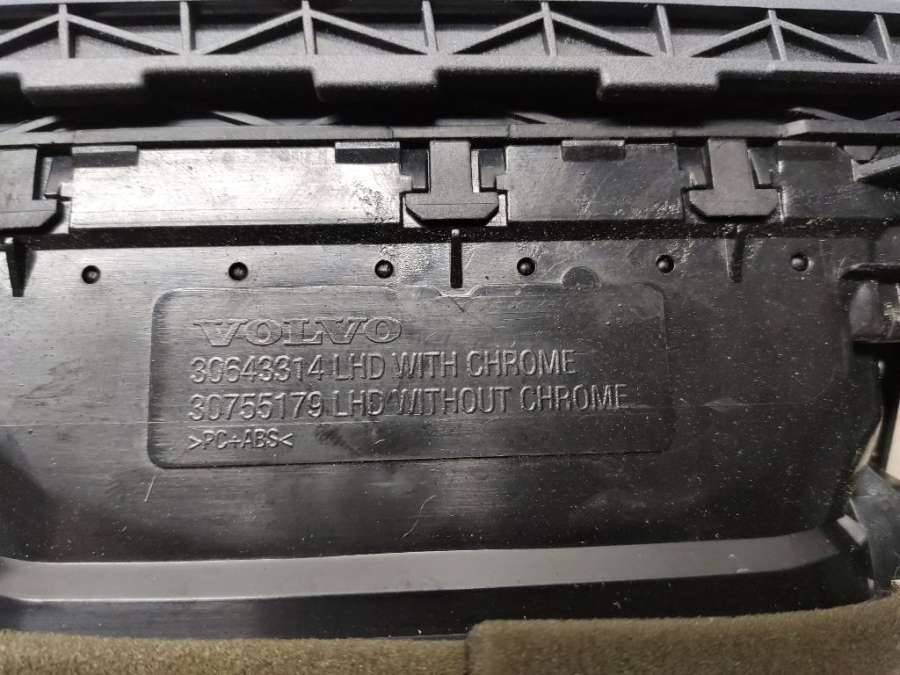 VOLVO
30643314 LHD WITH CHROME
30755179 LHD WITHOUT CHROME
>PC+ABS<